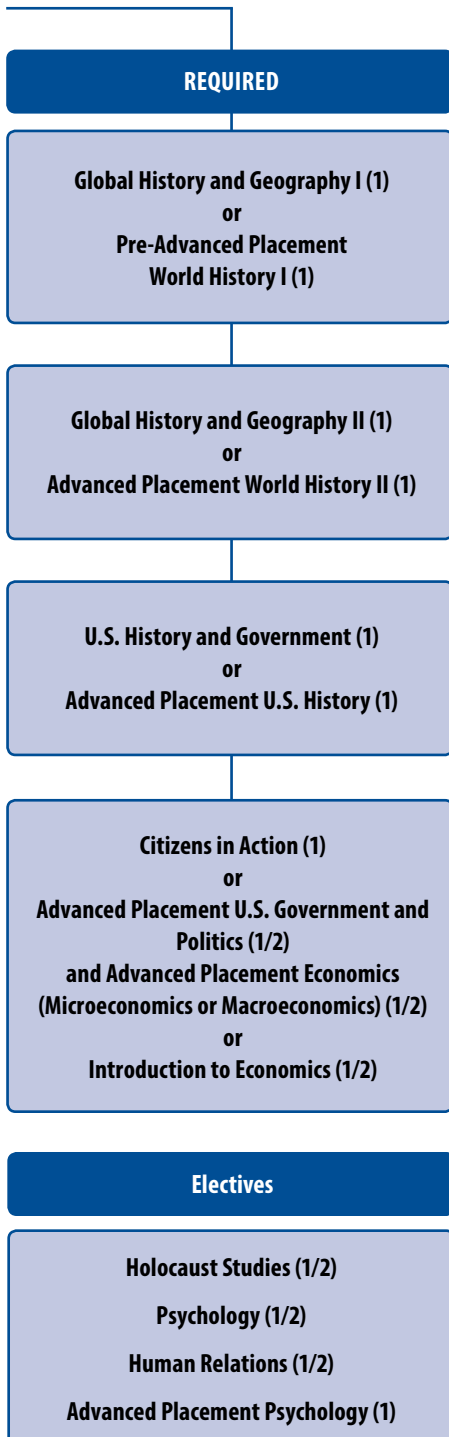 REQUIRED
Global History and Geography I (1)
or
Pre-Advanced Placement
World History I (1)
Global History and Geography II (1)
or
Advanced Placement World History II (1)
U.S. History and Government (1)
or
Advanced Placement U.S. History (1)
Citizens in Action (1)
or
Advanced Placement U.S. Government and
Politics (1/2)
and Advanced Placement Economics
(Microeconomics or Macroeconomics) (1/2)
or
Introduction to Economics (1/2)
Electives
Holocaust Studies (1/2)
Psychology (1/2)
Human Relations (1/2)
Advanced Placement Psychology (1)